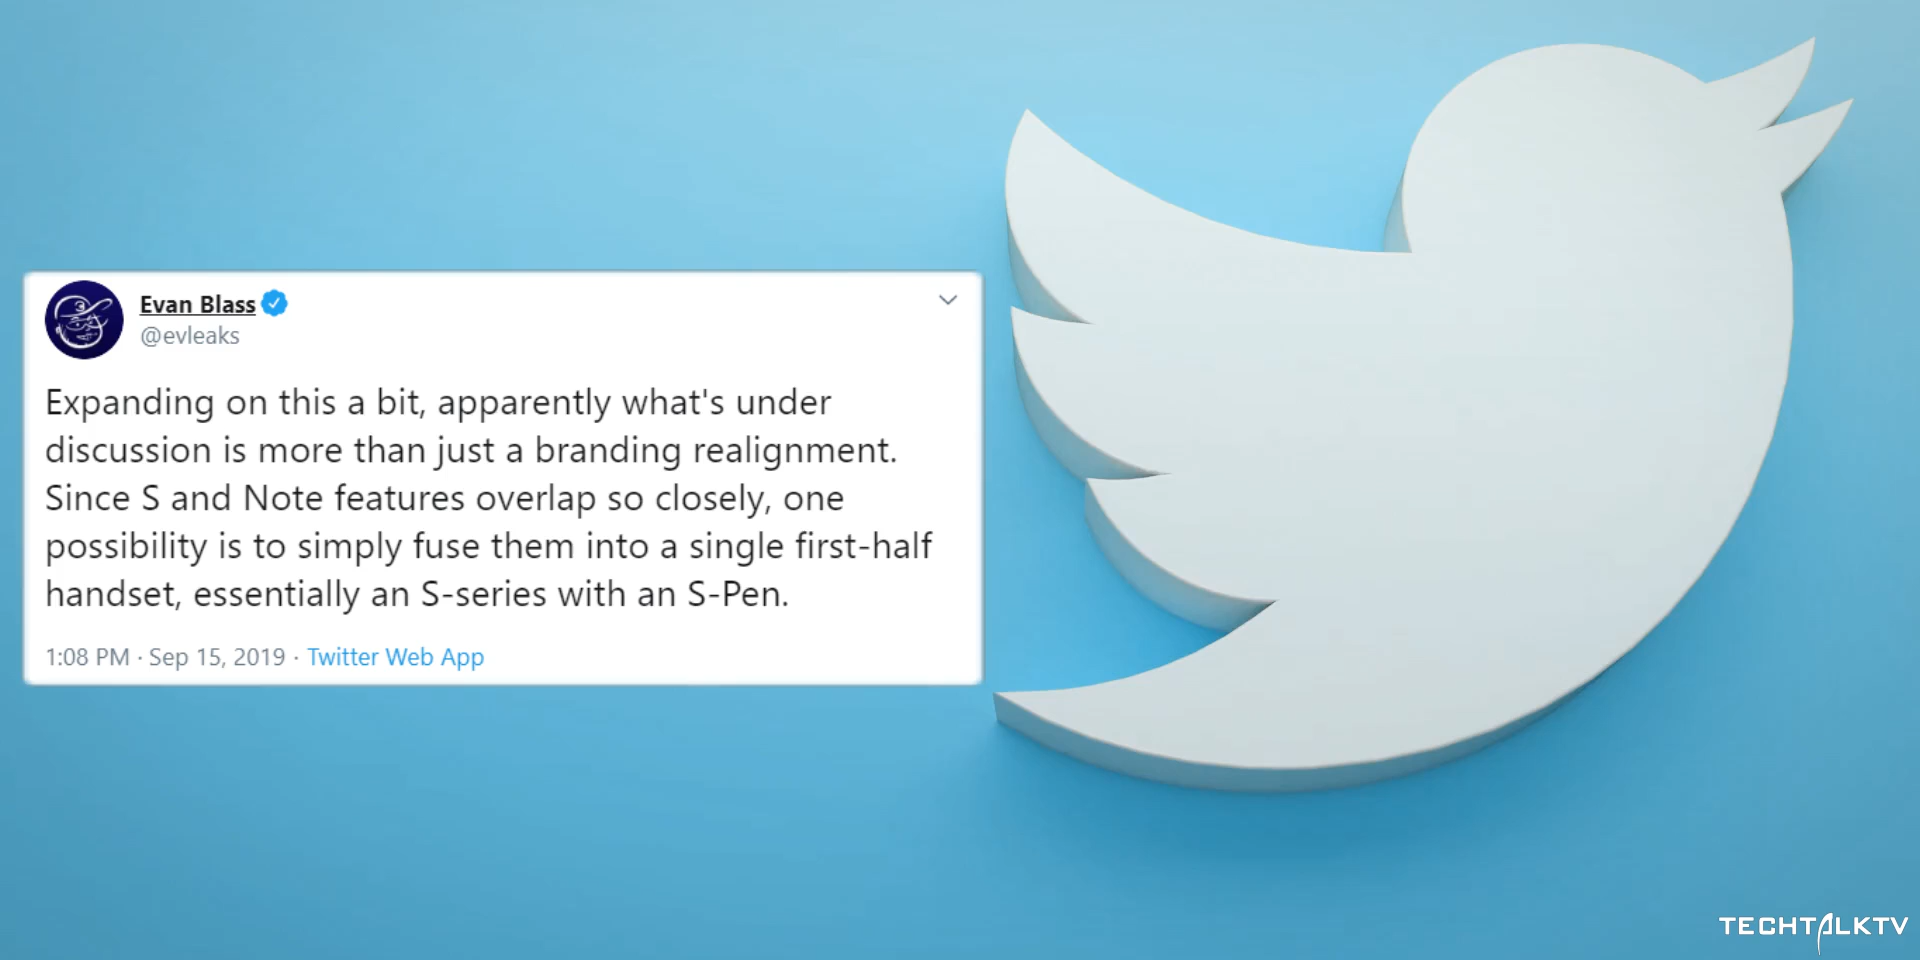 Evan Blass
@evleaks
Expanding on this a bit, apparently what's under
discussion is more than just a branding realignment.
Since S and Note features overlap so closely, one
possibility is to simply fuse them into a single first-half
handset, essentially an S-series with an S-Pen.
1:08 PM · Sep 15, 2019 · Twitter Web App
TECHTALKTV